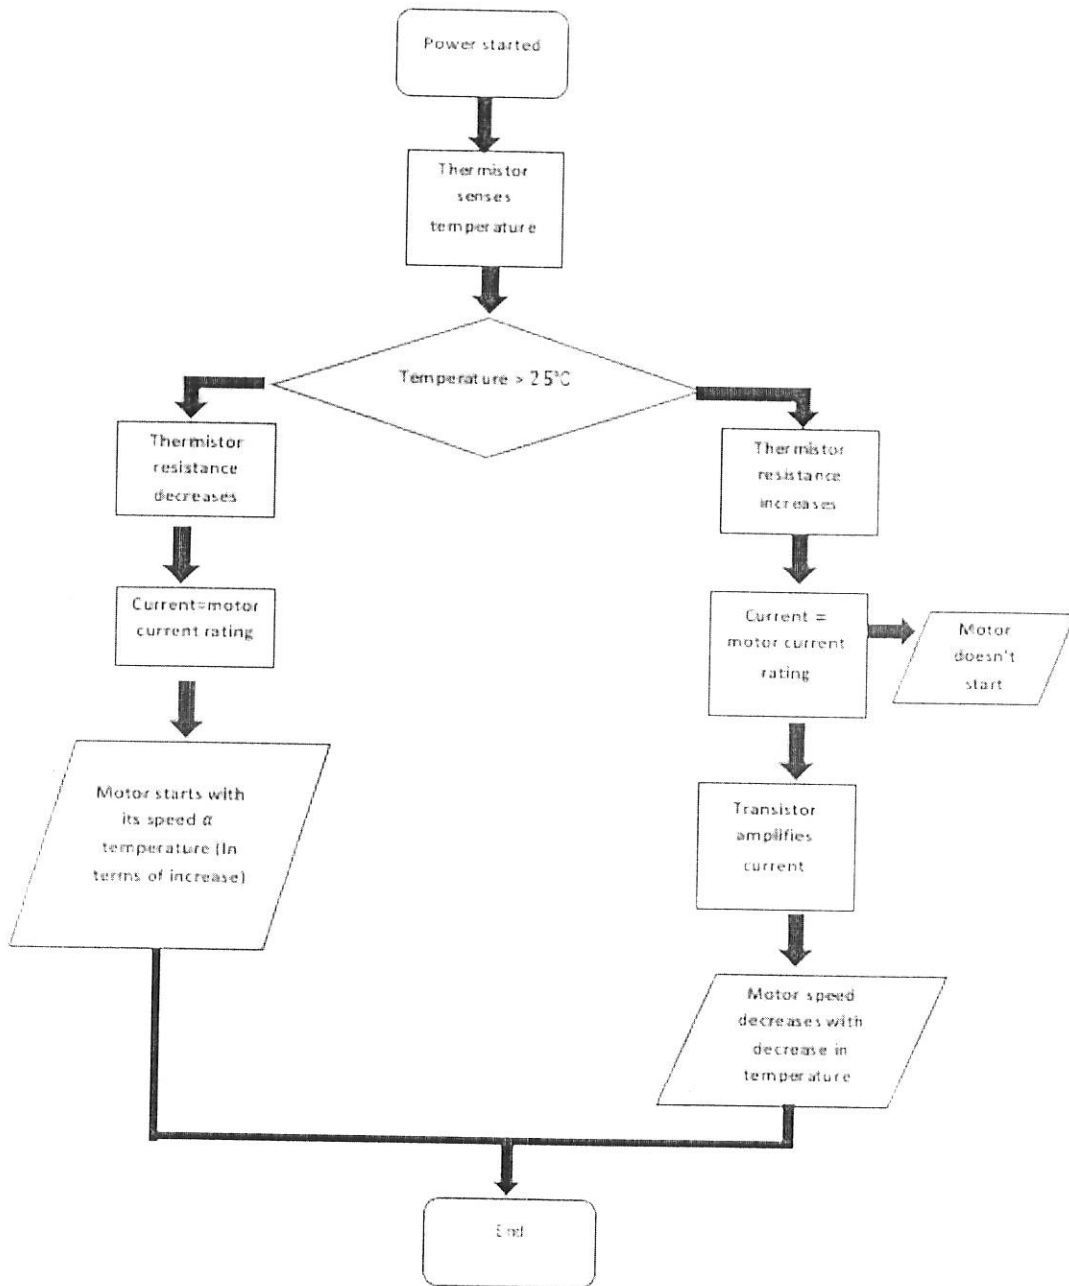 Power started
Thermistor
senses
temperature
Temperature > 25°C
Thermistor
resistance
decreases
Current=motor
current rating
Motor starts with
its speed α
temperature (In
terms of increase)
Thermistor
resistance
increases
Current =
motor current
rating
Motor
doesn't
start
Transistor
amplifies
current
Motor speed
decreases with
decrease in
temperature
End